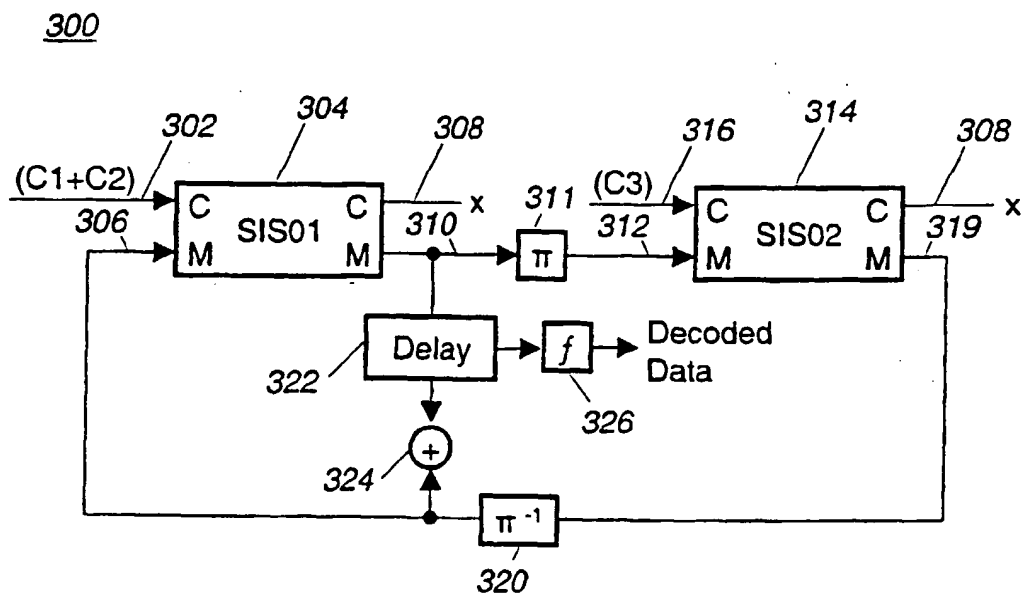 300
302
304
308
316
314
308
(C1+C2)
306
C
C
M
SIS01
M
x
310
311
π
(C3)
312
C
C
M
SIS02
M
x
319
322
Delay
f
326
Decoded
Data
324
+
π -1
320